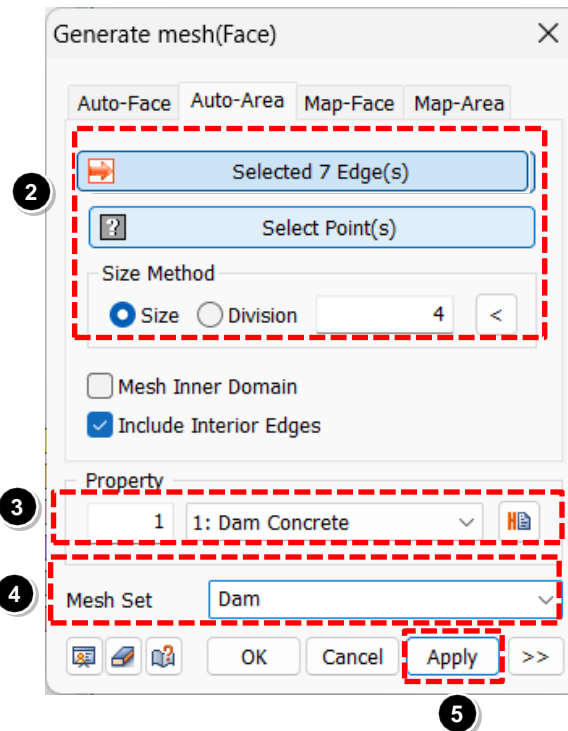 Generate mesh(Face)
Auto-Face Auto-Area Map-Face Map-Area
2
Selected 7 Edge(s)
? Select Point(s)
Size Method
Size Division 4 <
Mesh Inner Domain
Include Interior Edges
Property
3
1 1: Dam Concrete
4
Mesh Set Dam
OK Cancel Apply >>
5